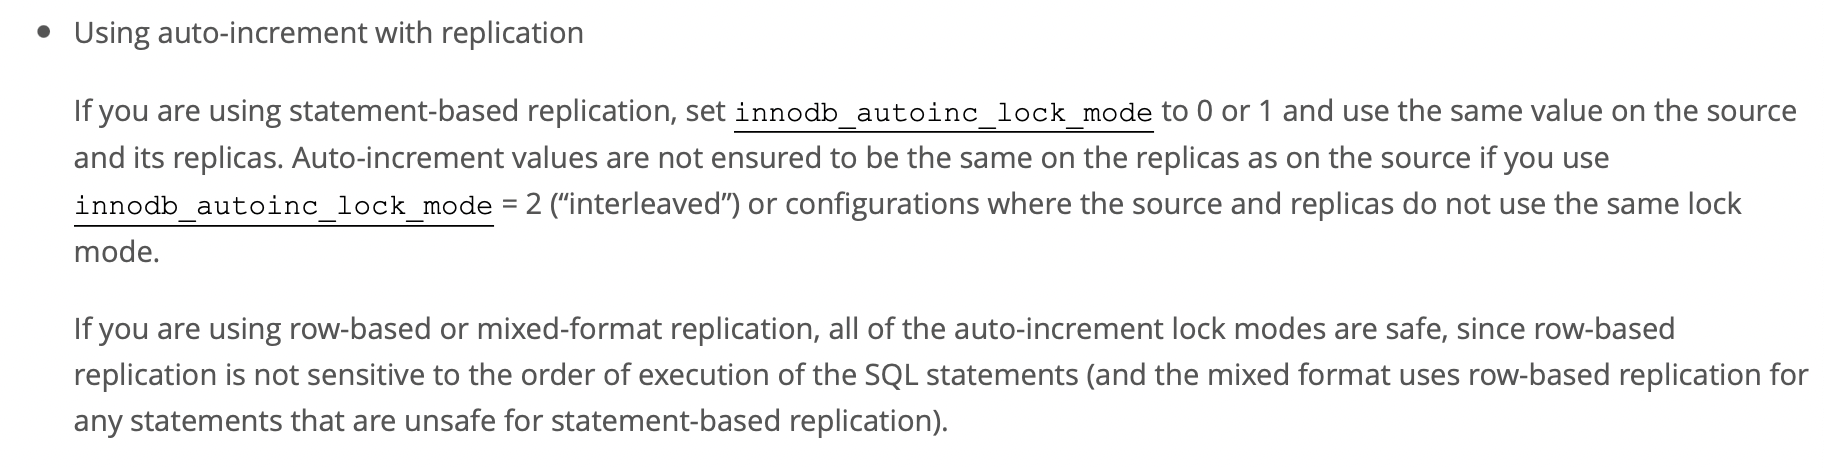 • Using auto-increment with replication
If you are using statement-based replication, set innodb_autoinc_lock_mode to 0 or 1 and use the same value on the source
and its replicas. Auto-increment values are not ensured to be the same on the replicas as on the source if you use
innodb_autoinc_lock_mode = 2 (“interleaved”) or configurations where the source and replicas do not use the same lock
mode.
If you are using row-based or mixed-format replication, all of the auto-increment lock modes are safe, since row-based
replication is not sensitive to the order of execution of the SQL statements (and the mixed format uses row-based replication for
any statements that are unsafe for statement-based replication).